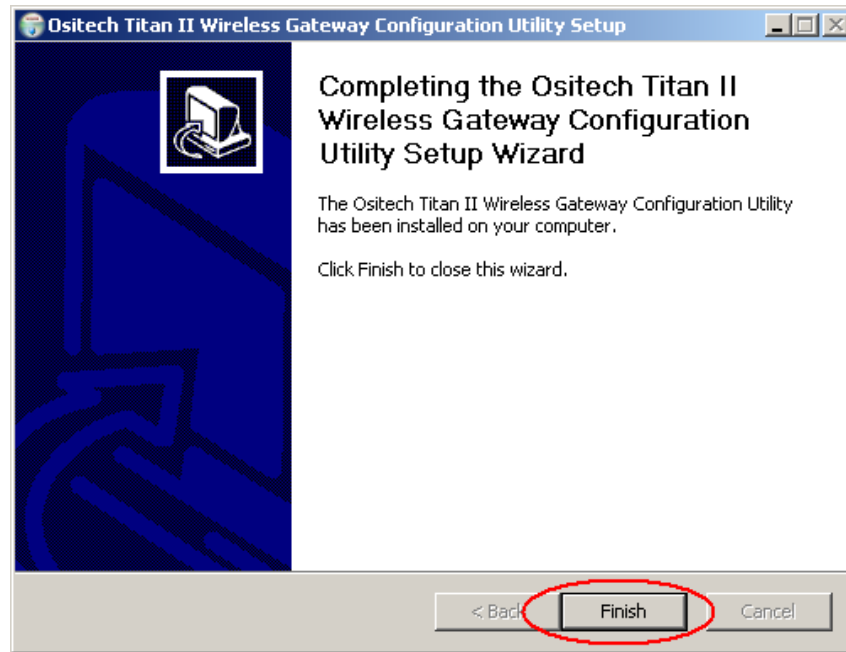 Ositech Titan II Wireless Gateway Configuration Utility Setup
Completing the Ositech Titan II
Wireless Gateway Configuration
Utility Setup Wizard
The Ositech Titan II Wireless Gateway Configuration Utility
has been installed on your computer.
Click Finish to close this wizard.
< Back Finish Cancel